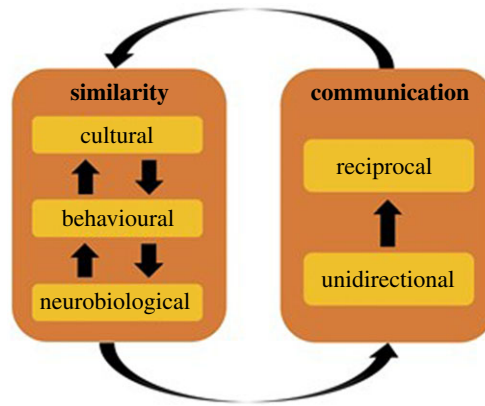 similarity
cultural
behavioural
neurobiological
communication
reciprocal
unidirectional